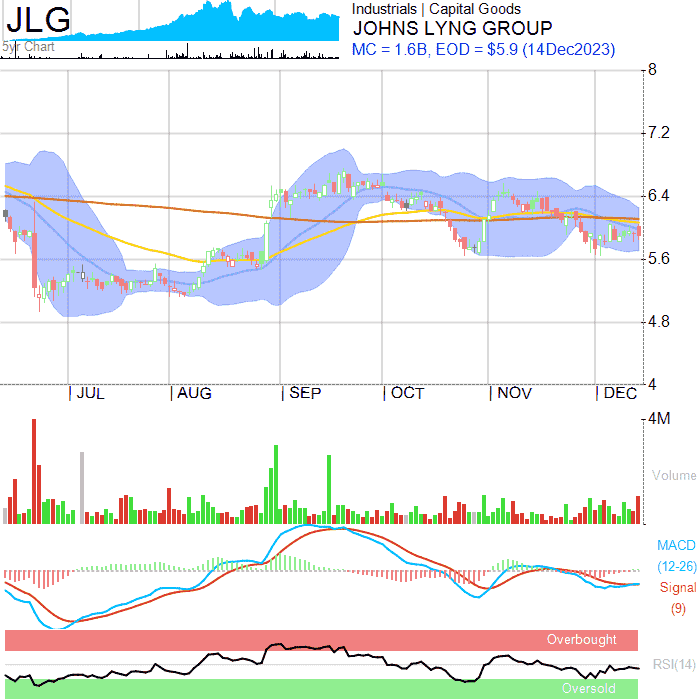 JLG
5yr Chart
Industrials | Capital Goods
JOHNS LYNG GROUP
MC = 1.6B, EOD = $5.9 (14Dec2023)
8
7.2
6.4
5.6
4.8
4
| JUL | AUG | SEP | OCT | NOV | DEC
4M
Volume
MACD
(12-26)
Signal
(9)
Overbought
RSI(14)
Oversold